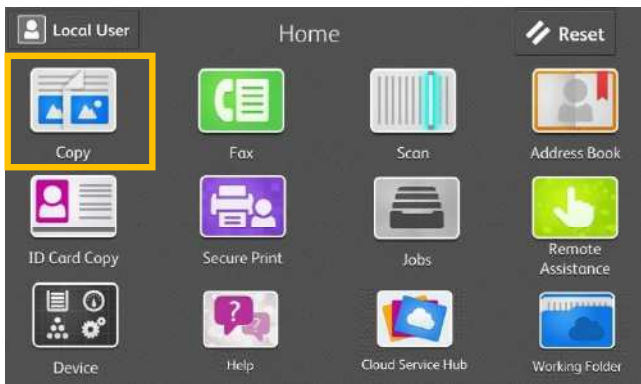 Local User
Home
Reset
Copy
Fax
Scan
Address Book
ID Card Copy
Secure Print
Jobs
Remote
Assistance
Device
Help
Cloud Service Hub
Working Folder